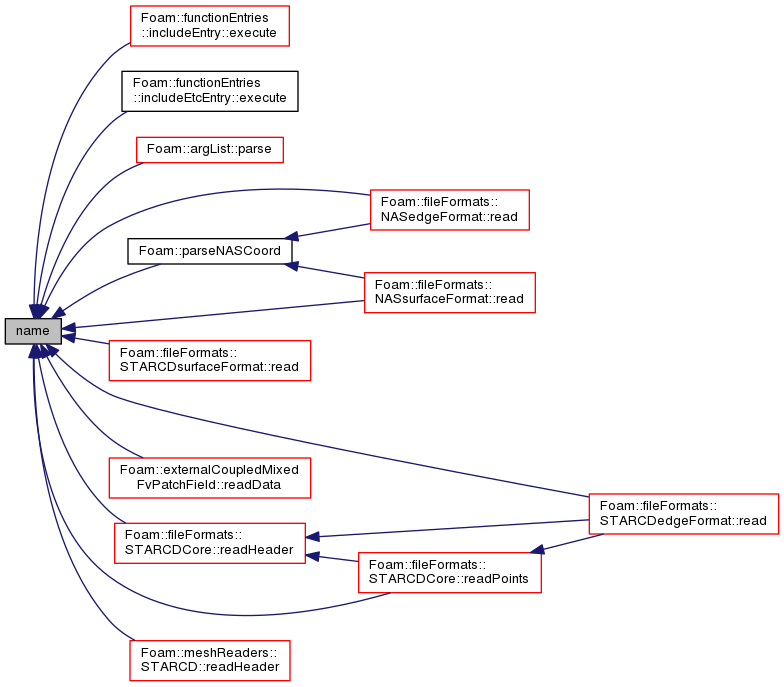 Foam::functionEntries
::includeEntry::execute
Foam::functionEntries
::includeEtcEntry::execute
Foam::argList::parse
Foam::fileFormats::
NASedgeFormat::read
Foam::parseNASCoord
Foam::fileFormats::
NASsurfaceFormat::read
name
Foam::fileFormats::
STARCDsurfaceFormat::read
Foam::externalCoupledMixed
FvPatchField::readData
Foam::fileFormats::
STARCDedgeFormat::read
Foam::fileFormats::
STARCDCore::readHeader
Foam::fileFormats::
STARCDCore::readPoints
Foam::meshReaders::
STARCD::readHeader